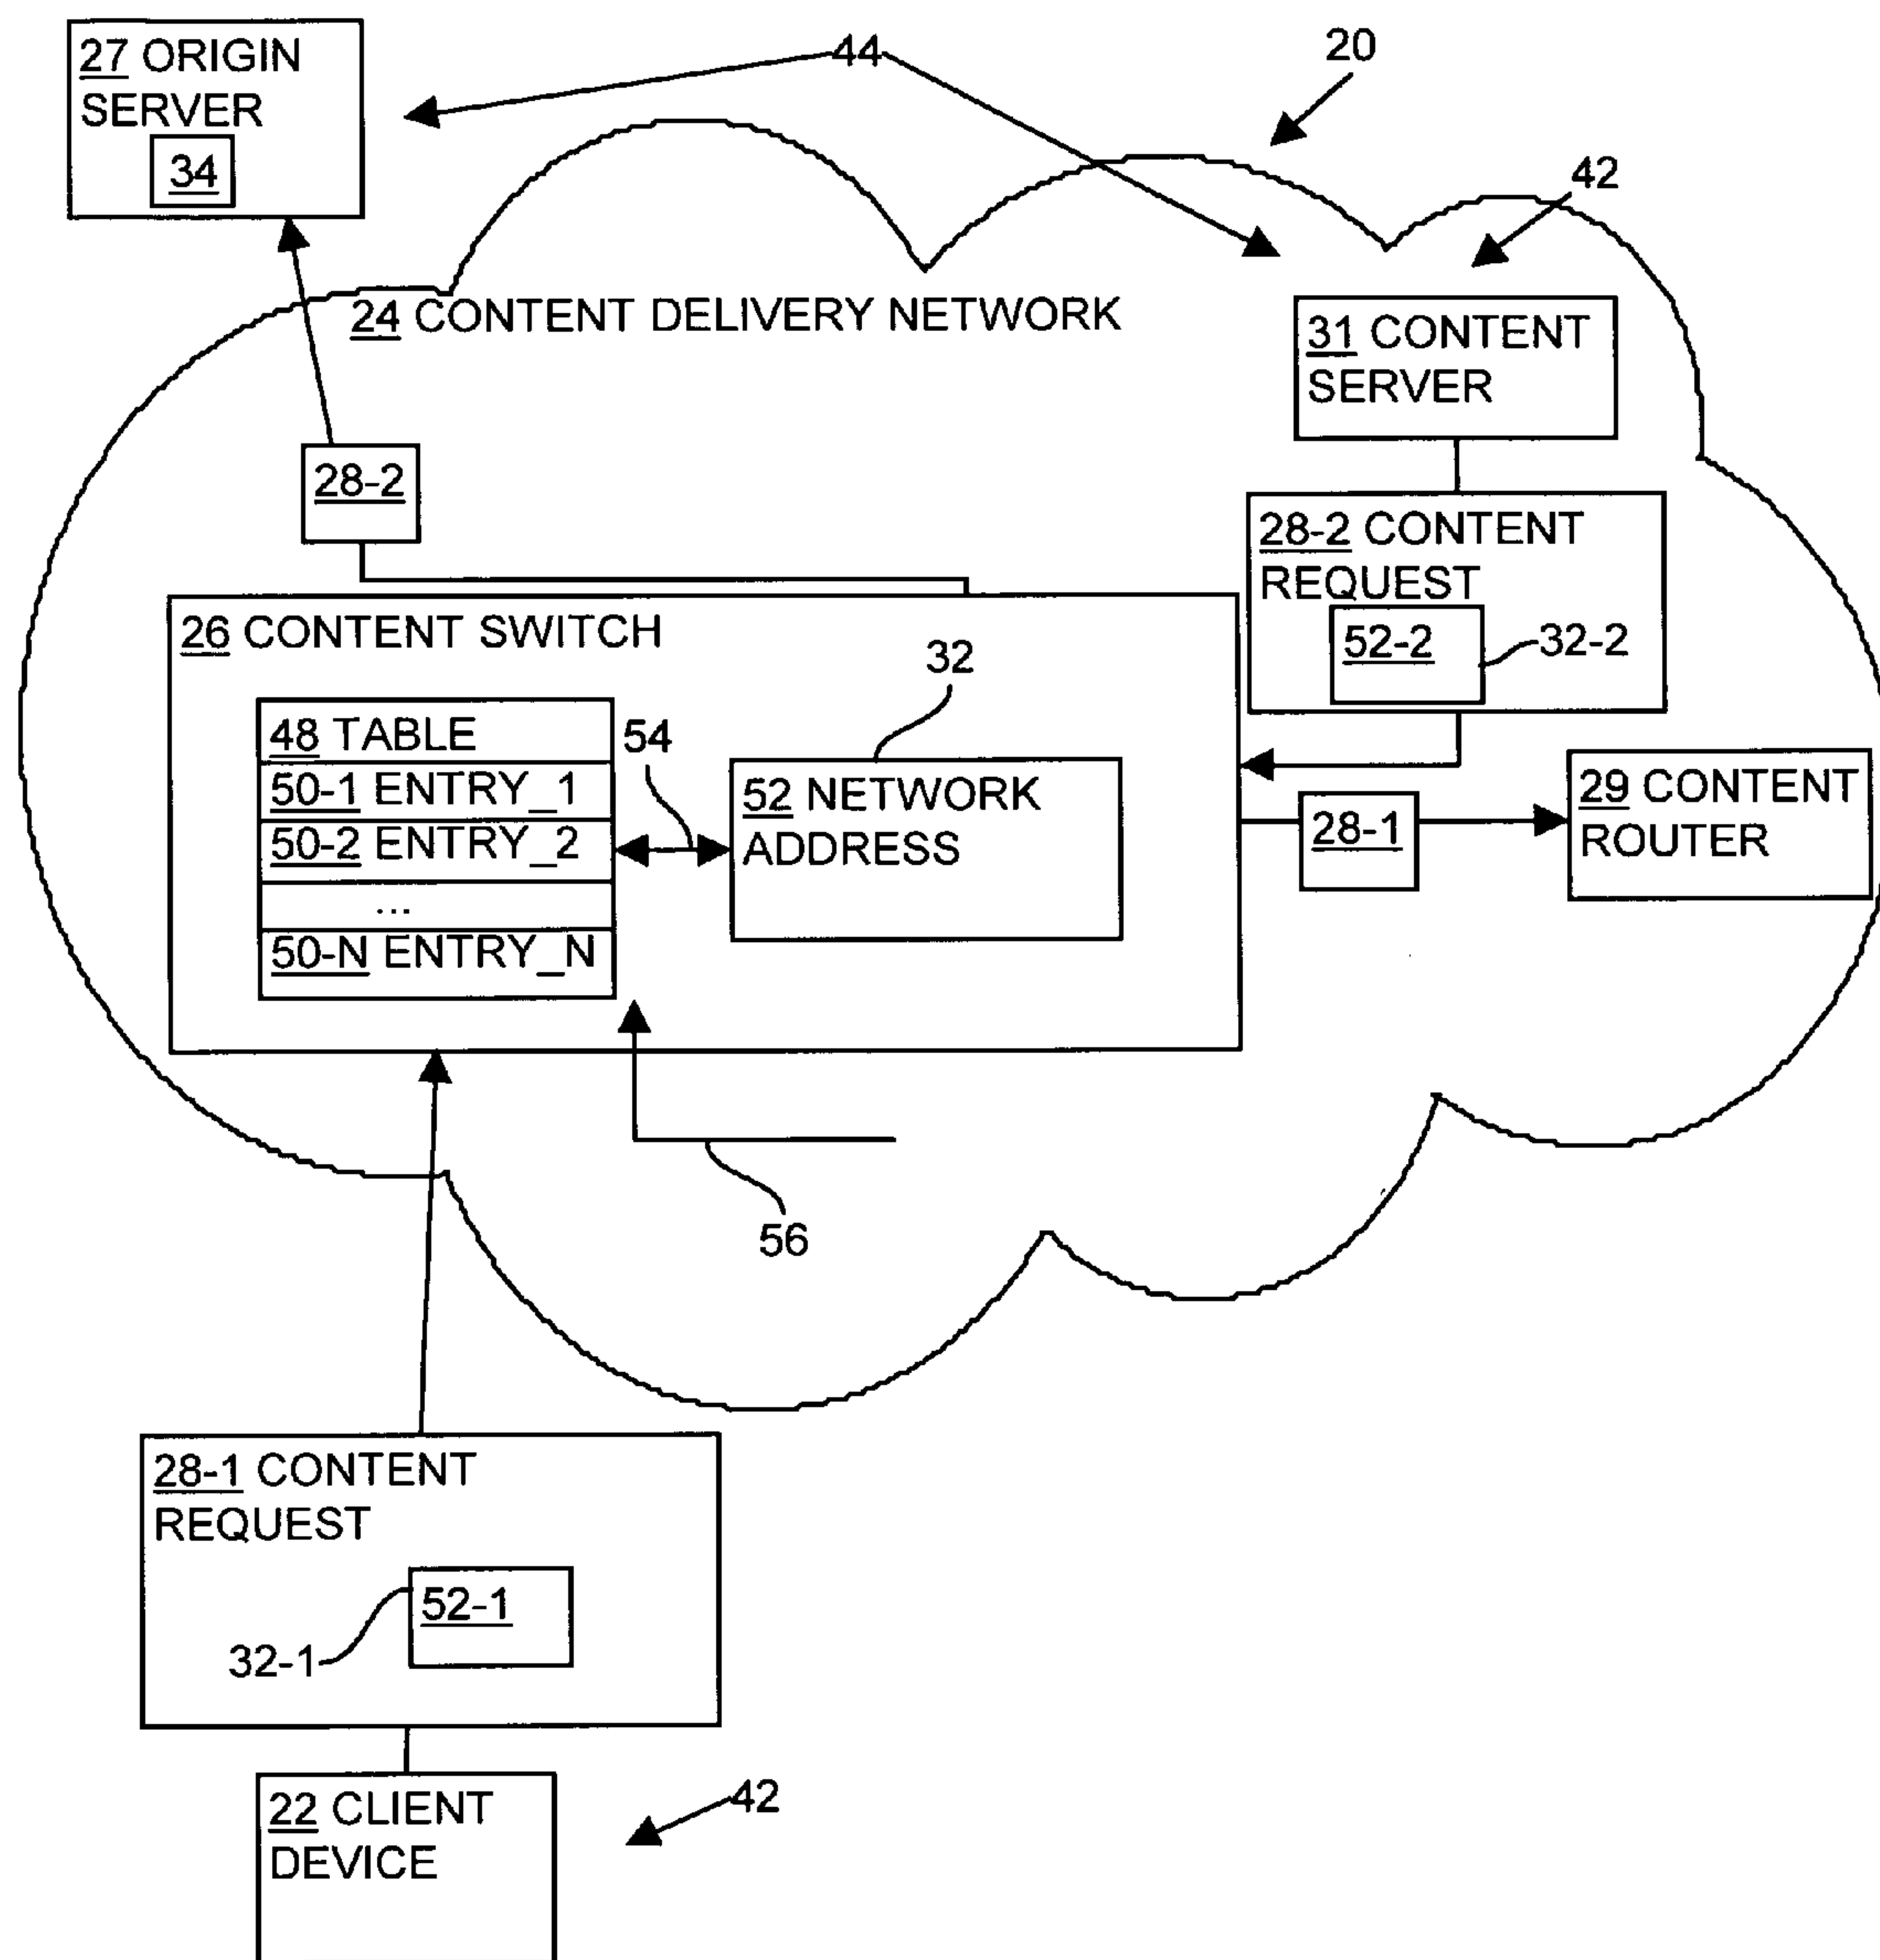 27 ORIGIN
SERVER
34
44
20
42
24 CONTENT DELIVERY NETWORK
31 CONTENT
SERVER
28-2
28-2 CONTENT
REQUEST
52-2
32-2
26 CONTENT SWITCH
32
48 TABLE
50-1 ENTRY_1
50-2 ENTRY_2
...
50-N ENTRY_N
54
52 NETWORK
ADDRESS
28-1
29 CONTENT
ROUTER
56
28-1 CONTENT
REQUEST
52-1
32-1
22 CLIENT
DEVICE
42